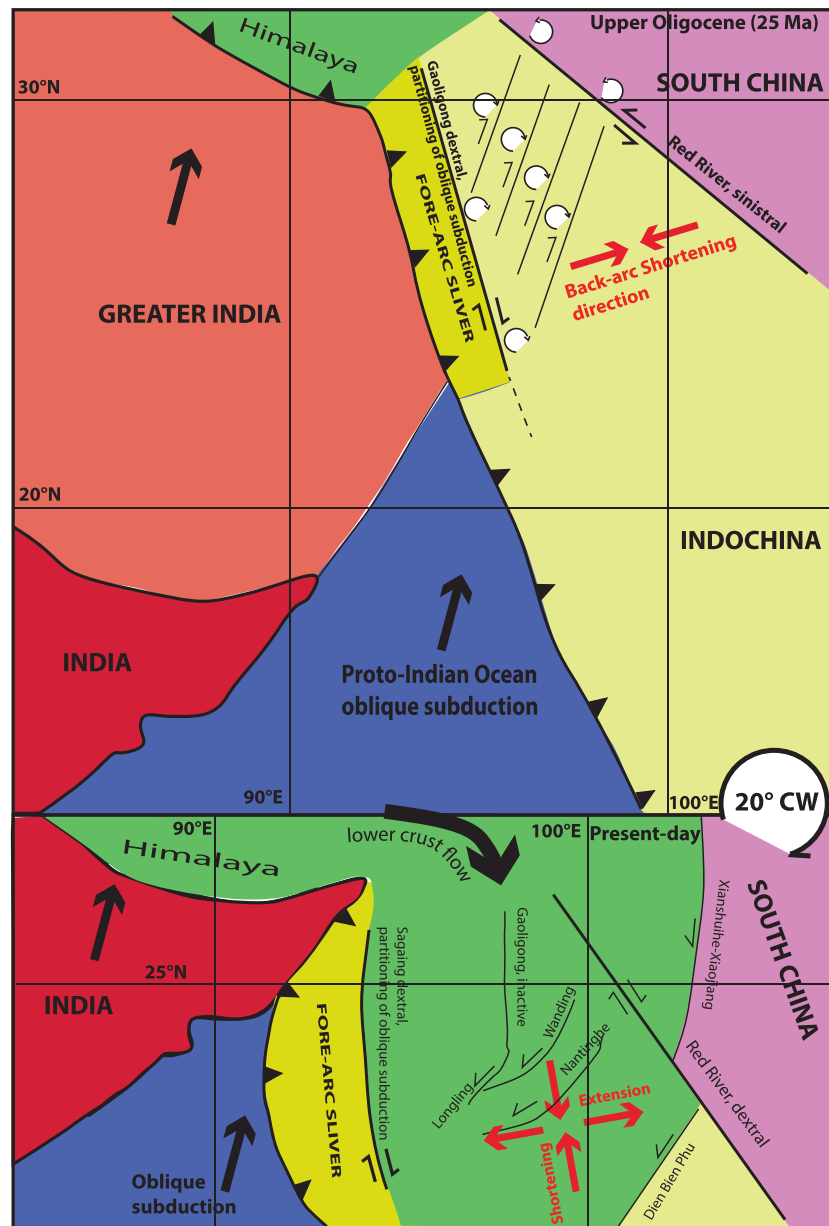 Upper Oligocene (25 Ma)
Himalaya
SOUTH CHINA
30°N
Gaoligong dextral,
partitioning of oblique subduction
FORE-ARC SLIVER
Red River, sinistral
Back-arc Shortening
direction
GREATER INDIA
20°N
INDOCHINA
INDIA
Proto-Indian Ocean
oblique subduction
90°E
100°E
20° CW
90°E
lower crust flow
100°E
Present-day
Himalaya
SOUTH CHINA
Xianshuihe-Xiaojiang
Gaoligong, inactive
Sagaing dextral,
partitioning of oblique subduction
25°N
INDIA
FORE-ARC SLIVER
Wanding
Nantinghe
Longling
Red River, dextral
Extension
Shortening
Dien Bien Phu
Oblique
subduction